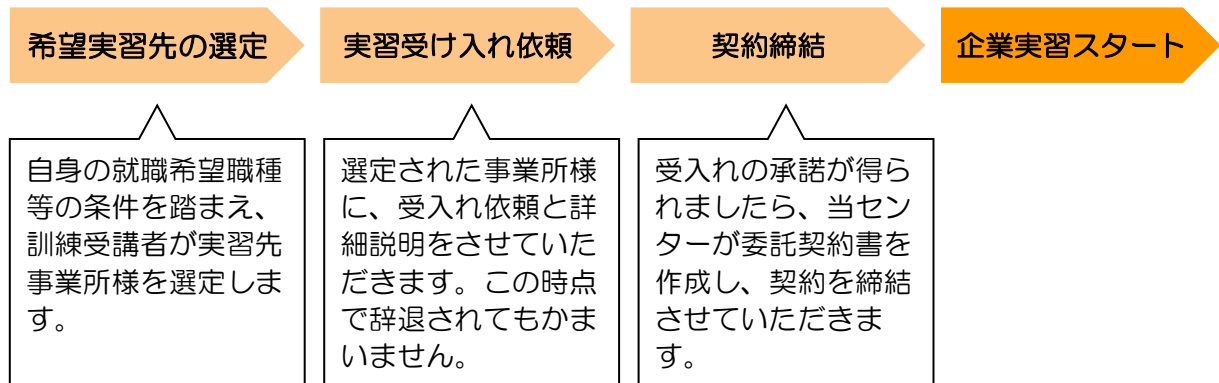 希望実習先の選定
実習受け入れ依頼
契約締結
企業実習スタート
自身の就職希望職種
等の条件を踏まえ、
訓練受講者が実習先
事業所様を選定しま
す。
選定された事業所様
に、受入れ依頼と詳
細説明をさせていた
だきます。この時点
で辞退されてもかま
いません。
受入れの承諾が得ら
れましたら、当セン
ターが委託契約書を
作成し、契約を締結
させていただきま
す。